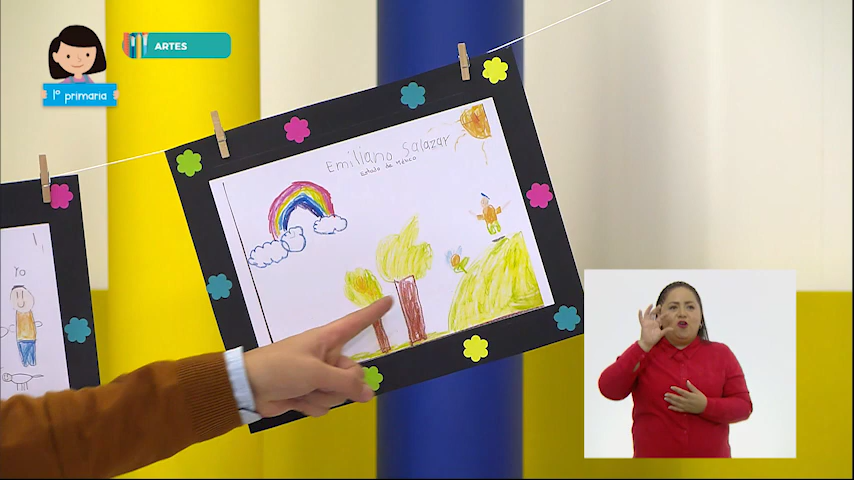 ARTES
1º primaria
Emiliano Salazar
Estado de México
Yo